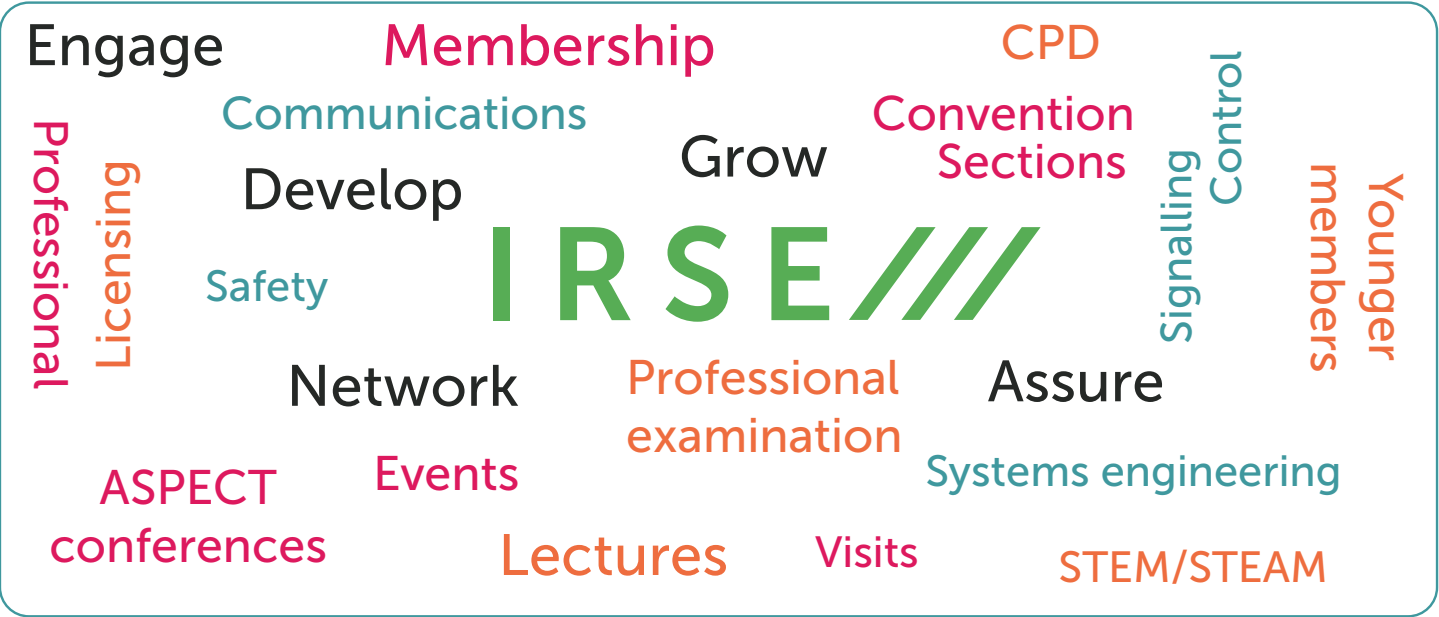 Engage
Membership
CPD
Communications
Convention
Sections
Control
Professional
Licensing
Develop
Grow
Signalling
Younger
members
Safety
IRSE
Network
Professional
examination
Assure
ASPECT
conferences
Events
Systems engineering
Lectures
Visits
STEM/STEAM